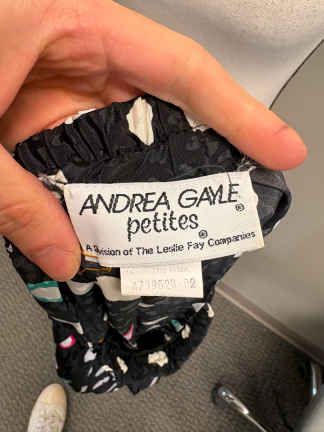 ANDREA GAYLE®
petites®
A Division of The Leslie Fay Companies